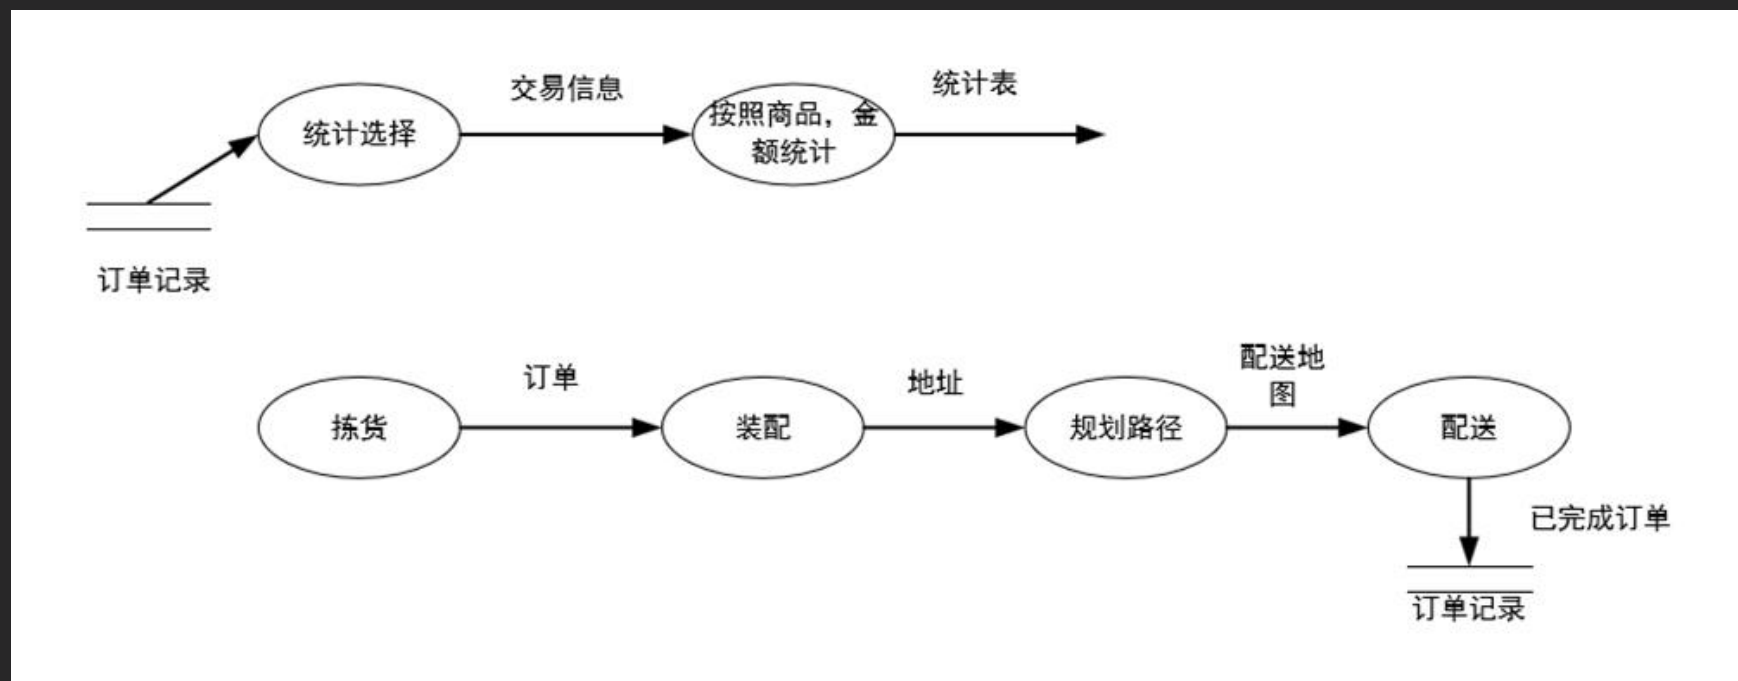 交易信息
统计表
统计选择
按照商品，金
额统计
订单记录
订单
地址
配送地
图
拣货
装配
规划路径
配送
已完成订单
订单记录